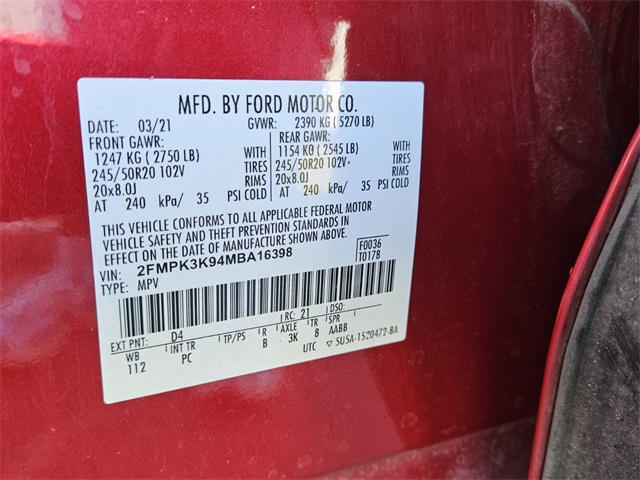 MFD. BY FORD MOTOR CO.
DATE: 03/21 GVWR: 2390 KG (5270 LB)
FRONT GAWR: REAR GAWR:
1247 KG (2750 LB) WITH 1154 KG (2545 LB) WITH
245/50R20 102V TIRES 245/50R20 102V TIRES
20x8.0J RIMS 20x8.0J RIMS
AT 240 kPa/ 35 PSI COLD AT 240 kPa/ 35 PSI COLD
THIS VEHICLE CONFORMS TO ALL APPLICABLE FEDERAL MOTOR
VEHICLE SAFETY AND THEFT PREVENTION STANDARDS IN
EFFECT ON THE DATE OF MANUFACTURE SHOWN ABOVE.
VIN: 2FMPK3K94MBA16398 F0036
TYPE: MPV T0178
EXT PNT: D4 RC: 21 DSO:
WB INT TR TP/PS R AXLE TR SPR
112 PC B 3K 8 AABB
UTC 5U5A-1520472-BA